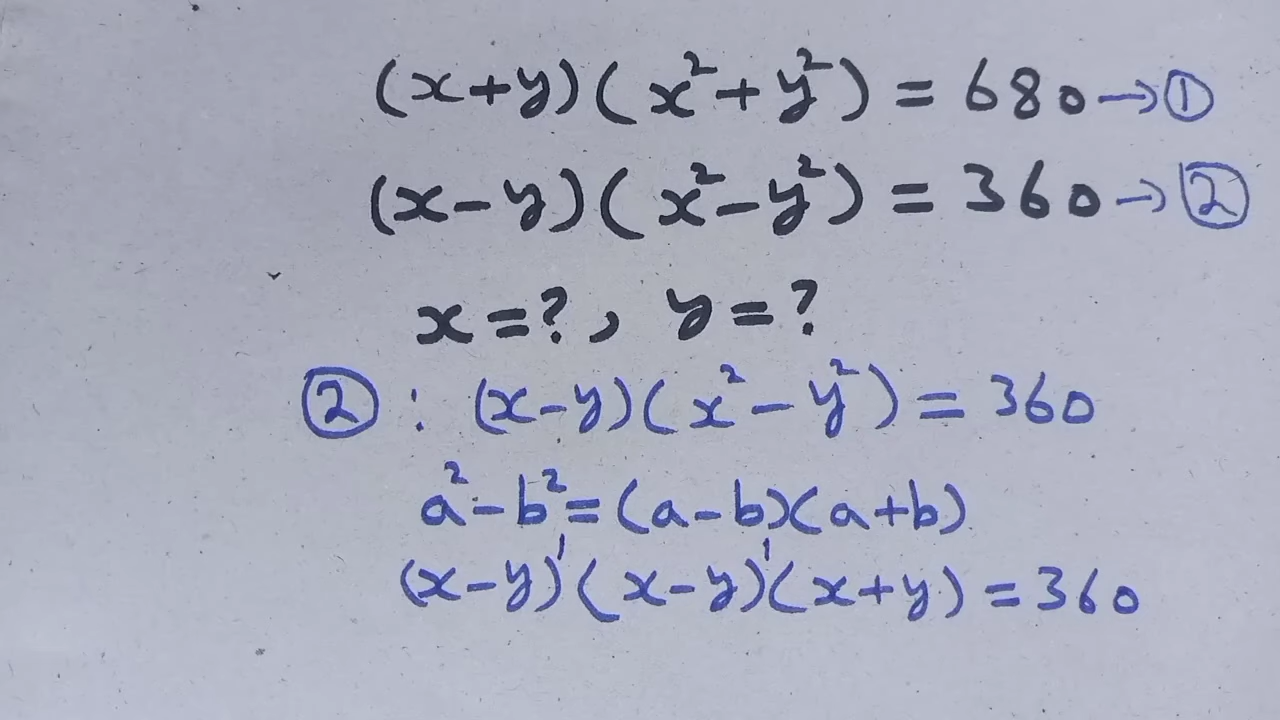 (x+y)(x²+y²)=680→①
(x-y)(x²-y²)=360→②
x=?, y=?
②: (x-y)(x²-y²)=360
a²-b²=(a-b)(a+b)
(x-y)¹(x-y)¹(x+y)=360